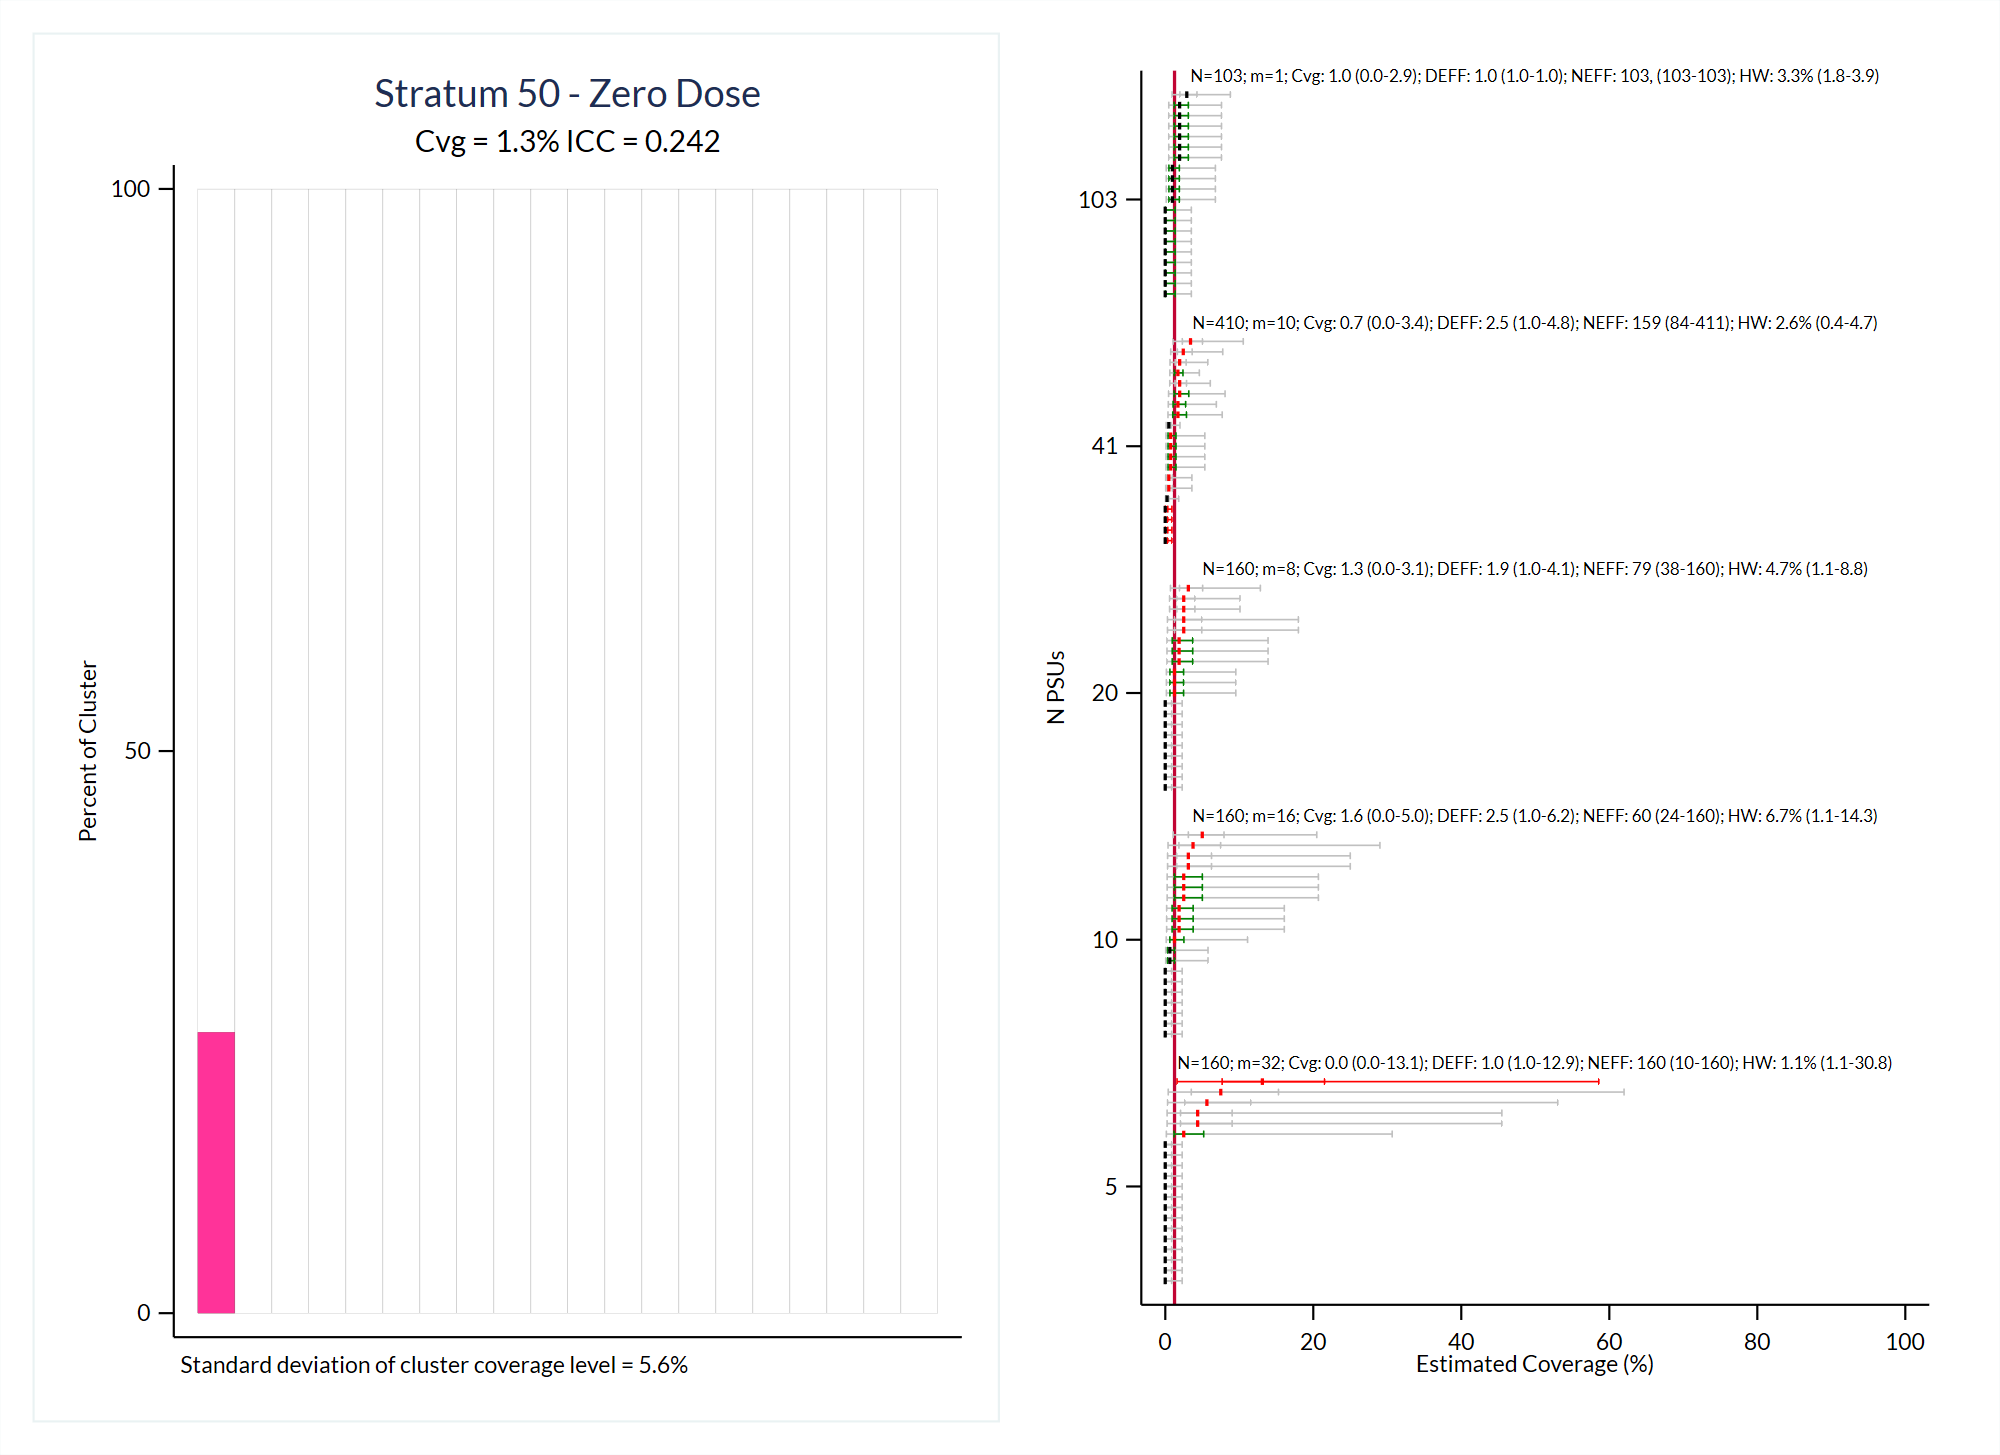 Stratum 50 - Zero Dose
Cvg = 1.3% ICC = 0.242
100
50
0
Percent of Cluster
Standard deviation of cluster coverage level = 5.6%
N=103; m=1; Cvg: 1.0 (0.0-2.9); DEFF: 1.0 (1.0-1.0); NEFF: 103, (103-103); HW: 3.3% (1.8-3.9)
103
N=410; m=10; Cvg: 0.7 (0.0-3.4); DEFF: 2.5 (1.0-4.8); NEFF: 159 (84-411); HW: 2.6% (0.4-4.7)
41
N=160; m=8; Cvg: 1.3 (0.0-3.1); DEFF: 1.9 (1.0-4.1); NEFF: 79 (38-160); HW: 4.7% (1.1-8.8)
N PSUs
20
N=160; m=16; Cvg: 1.6 (0.0-5.0); DEFF: 2.5 (1.0-6.2); NEFF: 60 (24-160); HW: 6.7% (1.1-14.3)
10
N=160; m=32; Cvg: 0.0 (0.0-13.1); DEFF: 1.0 (1.0-12.9); NEFF: 160 (10-160); HW: 1.1% (1.1-30.8)
5
0 20 40 60 80 100
Estimated Coverage (%)